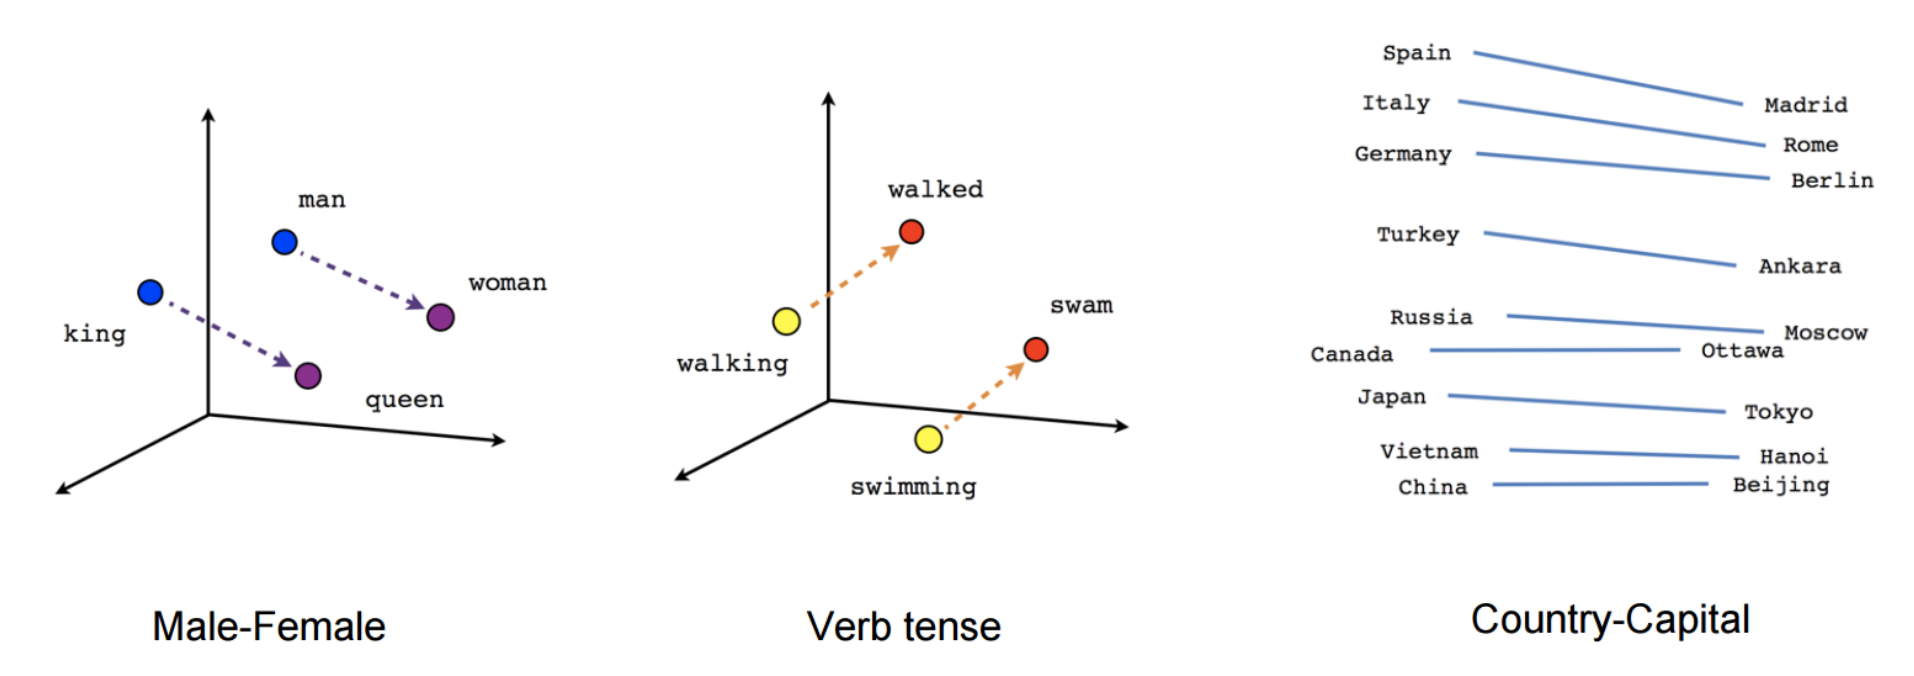 man
woman
king
queen
Male-Female
walked
swam
walking
swimming
Verb tense
Spain
Madrid
Italy
Rome
Germany
Berlin
Turkey
Ankara
Russia
Moscow
Canada
Ottawa
Japan
Tokyo
Vietnam
Hanoi
China
Beijing
Country-Capital